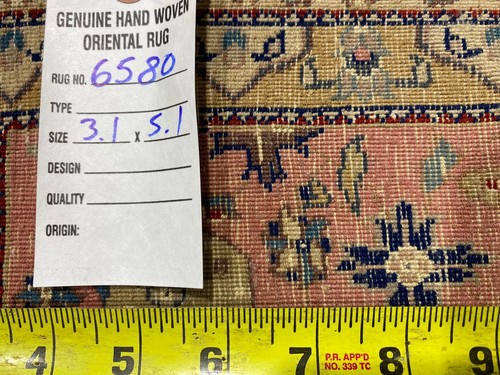 GENUINE HAND WOVEN
ORIENTAL RUG
RUG NO. 6580
TYPE
SIZE 3.1 x 5.1
DESIGN
QUALITY
ORIGIN:
4 5 6 7 P.R. APP'D 8 9
NO. 339 TC